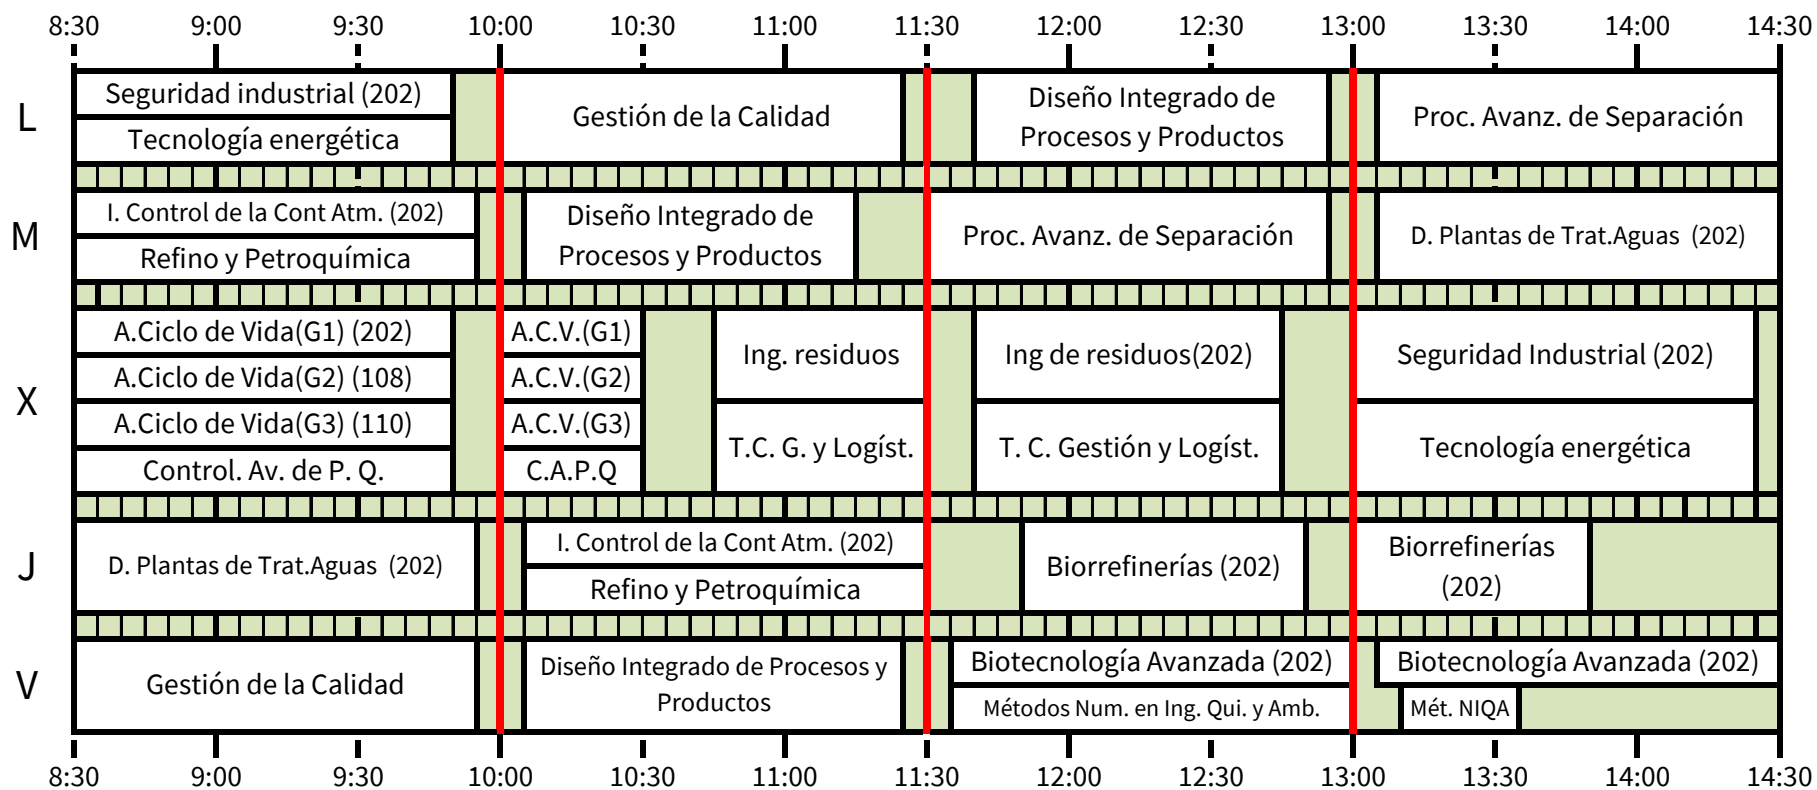 8:30 9:00 9:30 10:00 10:30 11:00 11:30 12:00 12:30 13:00 13:30 14:00 14:30
L
Seguridad industrial (202)
Tecnología energética
Gestión de la Calidad
Diseño Integrado de
Procesos y Productos
Proc. Avanz. de Separación
M
I. Control de la Cont Atm. (202)
Refino y Petroquímica
Diseño Integrado de
Procesos y Productos
Proc. Avanz. de Separación
D. Plantas de Trat.Aguas (202)
X
A.Ciclo de Vida(G1) (202)
A.Ciclo de Vida(G2) (108)
A.Ciclo de Vida(G3) (110)
Control. Av. de P. Q.
A.C.V.(G1)
A.C.V.(G2)
A.C.V.(G3)
C.A.P.Q
Ing. residuos
T.C. G. y Logíst.
Ing de residuos(202)
T. C. Gestión y Logíst.
Seguridad Industrial (202)
Tecnología energética
J
D. Plantas de Trat.Aguas (202)
I. Control de la Cont Atm. (202)
Refino y Petroquímica
Biorrefinerías (202)
Biorrefinerías
(202)
V
Gestión de la Calidad
Diseño Integrado de Procesos y
Productos
Biotecnología Avanzada (202)
Métodos Num. en Ing. Qui. y Amb.
Biotecnología Avanzada (202)
Mét. NIQA
8:30 9:00 9:30 10:00 10:30 11:00 11:30 12:00 12:30 13:00 13:30 14:00 14:30